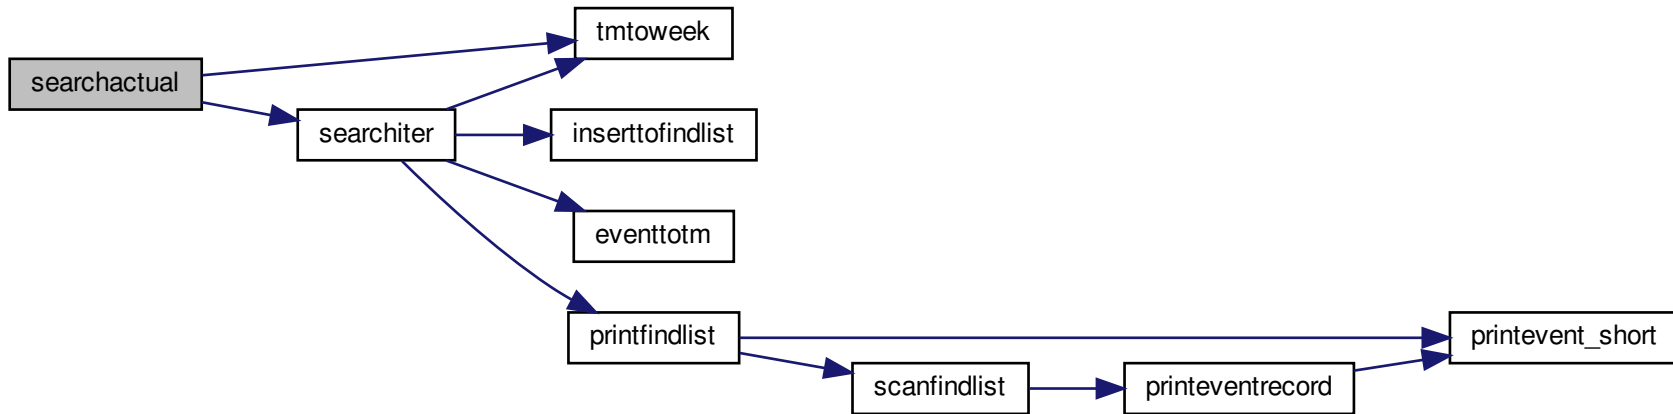 tmtoweek
searchactual
searchiter
inserttofindlist
eventtotm
printfindlist
printevent_short
scanfindlist
printeventrecord